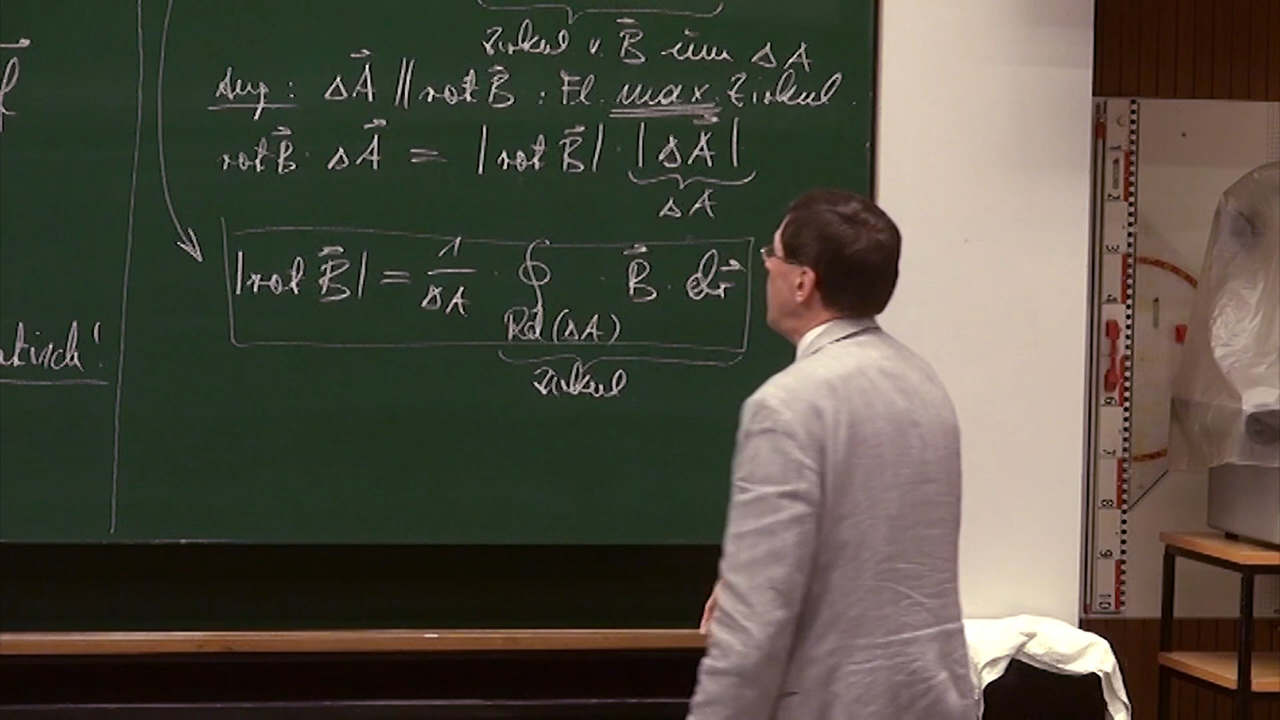 Zirkul v. B⃗ um ΔA
Ang: ΔA⃗ || rot B⃗ : Fl. max. Zirkul.
rot B⃗ · ΔA⃗ = |rot B⃗| · |ΔA⃗|
ΔA
|rot B⃗| = 1/ΔA · ∮ · B⃗ · dr⃗
Rd (ΔA)
Zirkul